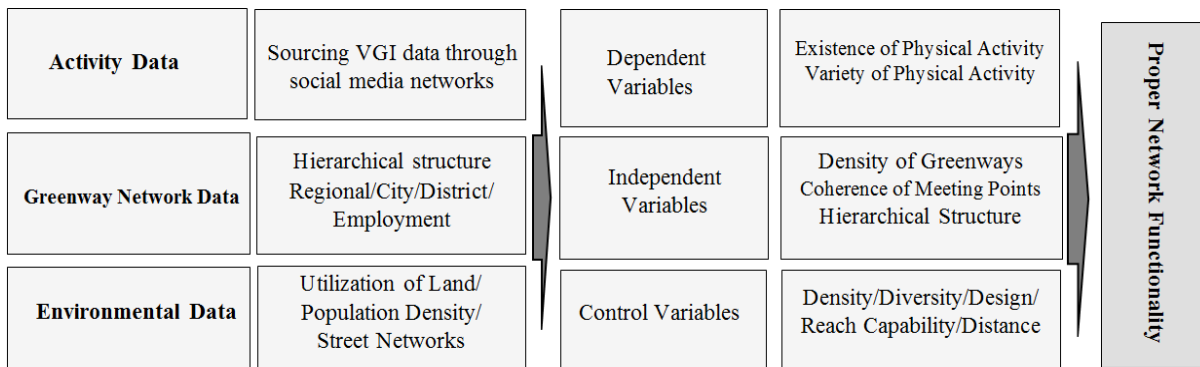 Activity Data
Sourcing VGI data through
social media networks
Dependent
Variables
Existence of Physical Activity
Variety of Physical Activity
Greenway Network Data
Hierarchical structure
Regional/City/District/
Employment
Independent
Variables
Density of Greenways
Coherence of Meeting Points
Hierarchical Structure
Environmental Data
Utilization of Land/
Population Density/
Street Networks
Control Variables
Density/Diversity/Design/
Reach Capability/Distance
Proper Network Functionality